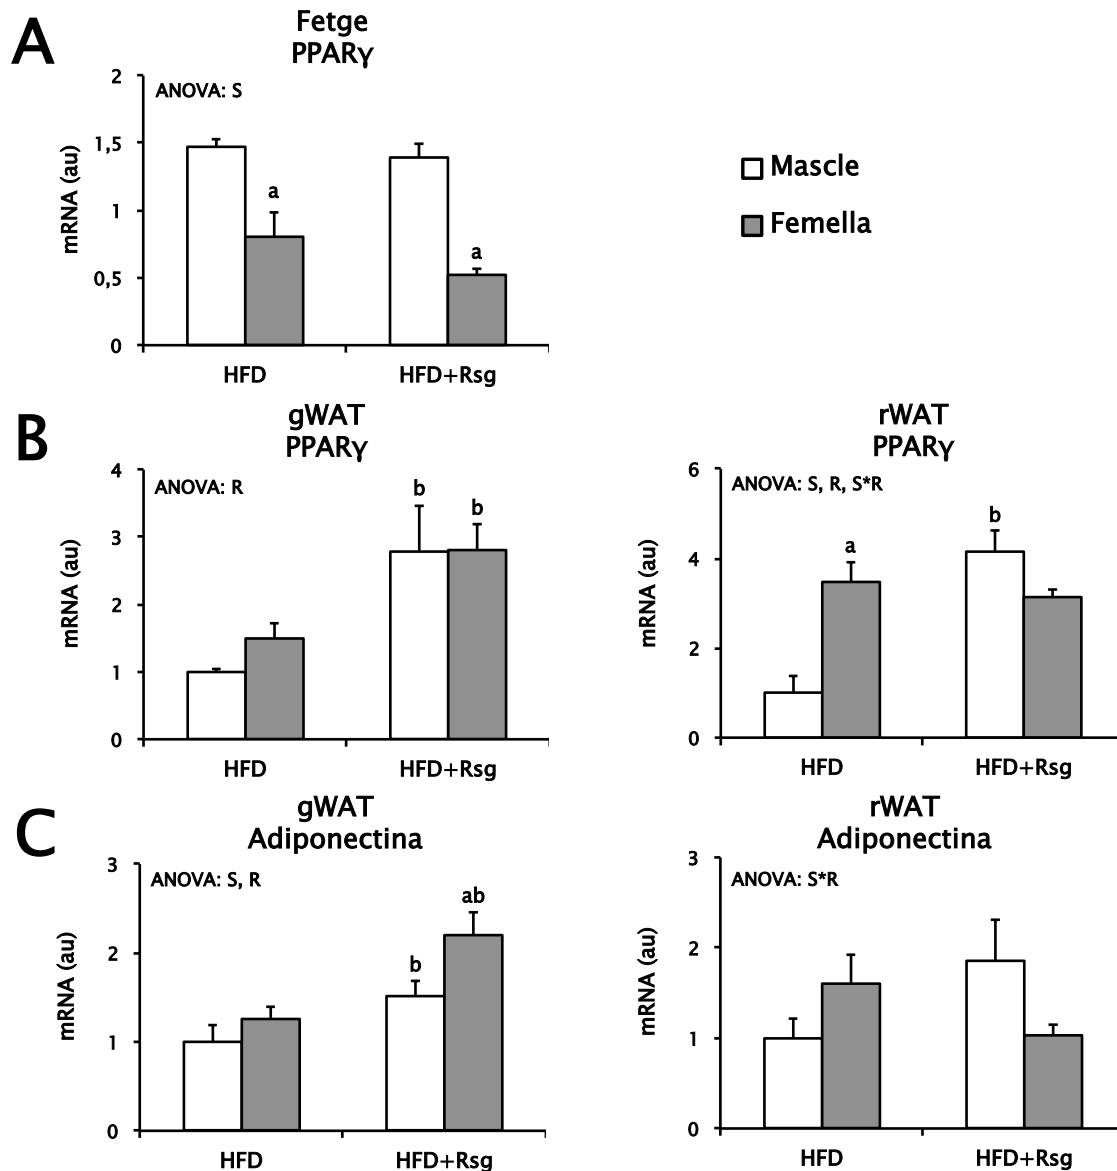 A
Fetge
PPARγ
ANOVA: S
mRNA (au)
2
1,5
1
0,5
0
a
a
HFD
HFD+Rsg
Mascle
Femella
B
gWAT
PPARγ
ANOVA: R
mRNA (au)
4
3
2
1
0
b
b
HFD
HFD+Rsg
rWAT
PPARγ
ANOVA: S, R, S*R
mRNA (au)
6
4
2
0
a
b
HFD
HFD+Rsg
C
gWAT
Adiponectina
ANOVA: S, R
mRNA (au)
3
2
1
0
b
ab
HFD
HFD+Rsg
rWAT
Adiponectina
ANOVA: S*R
mRNA (au)
3
2
1
0
HFD
HFD+Rsg